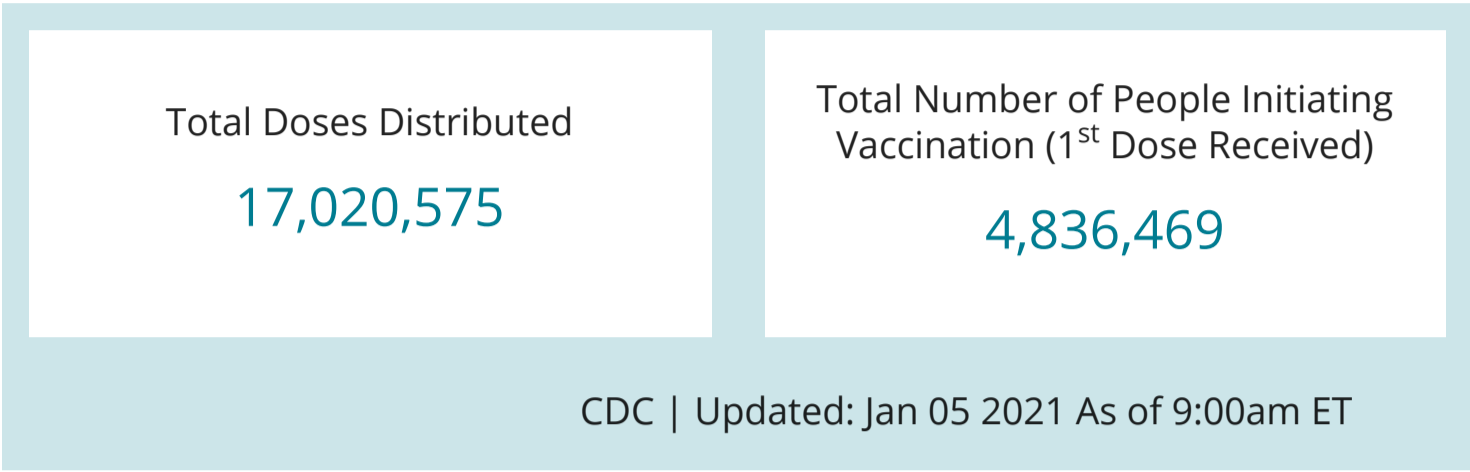 Total Doses Distributed
17,020,575
Total Number of People Initiating
Vaccination (1st Dose Received)
4,836,469
CDC | Updated: Jan 05 2021 As of 9:00am ET